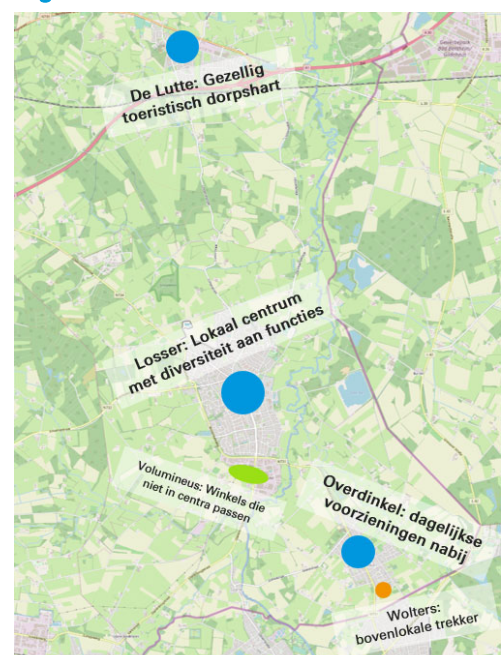 De Lutte: Gezellig
toeristisch dorpshart
Losser: Lokaal centrum
met diversiteit aan functies
Volumineus: Winkels die
niet in centra passen
Overdinkel: dagelijkse
voorzieningen nabij
Wolters:
bovenlokale trekker